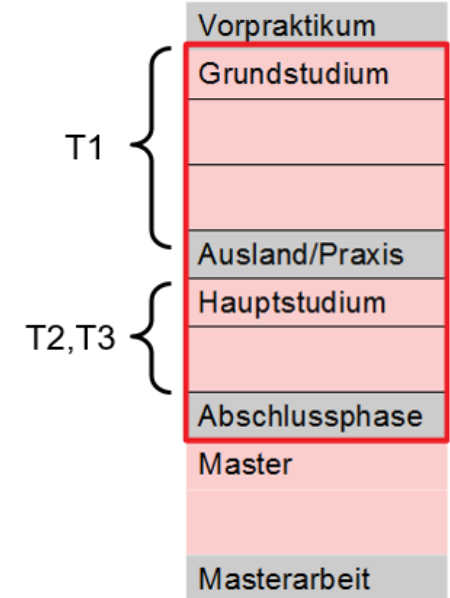 Vorpraktikum
Grundstudium
T1
Ausland/Praxis
Hauptstudium
T2,T3
Abschlussphase
Master
Masterarbeit